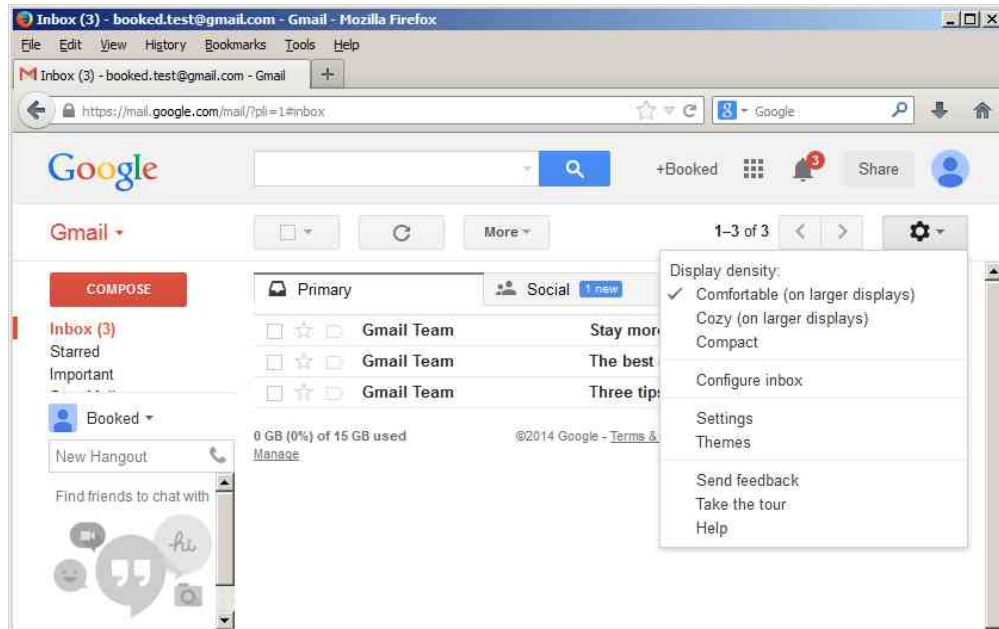 Inbox (3) - booked.test@gmail.com - Gmail - Mozilla Firefox
File Edit View History Bookmarks Tools Help
Inbox (3) - booked.test@gmail.com - Gmail
https://mail.google.com/mail/?pli=1#inbox
8 Google
Google
+Booked 3 Share
Gmail
More 1–3 of 3
COMPOSE
Primary Social 1 new
Inbox (3)
Starred
Important
Gmail Team Stay more
Gmail Team The best
Gmail Team Three tips
Booked
New Hangout
Find friends to chat with
hi
0 GB (0%) of 15 GB used
Manage
©2014 Google - Terms &
Display density:
Comfortable (on larger displays)
Cozy (on larger displays)
Compact
Configure inbox
Settings
Themes
Send feedback
Take the tour
Help